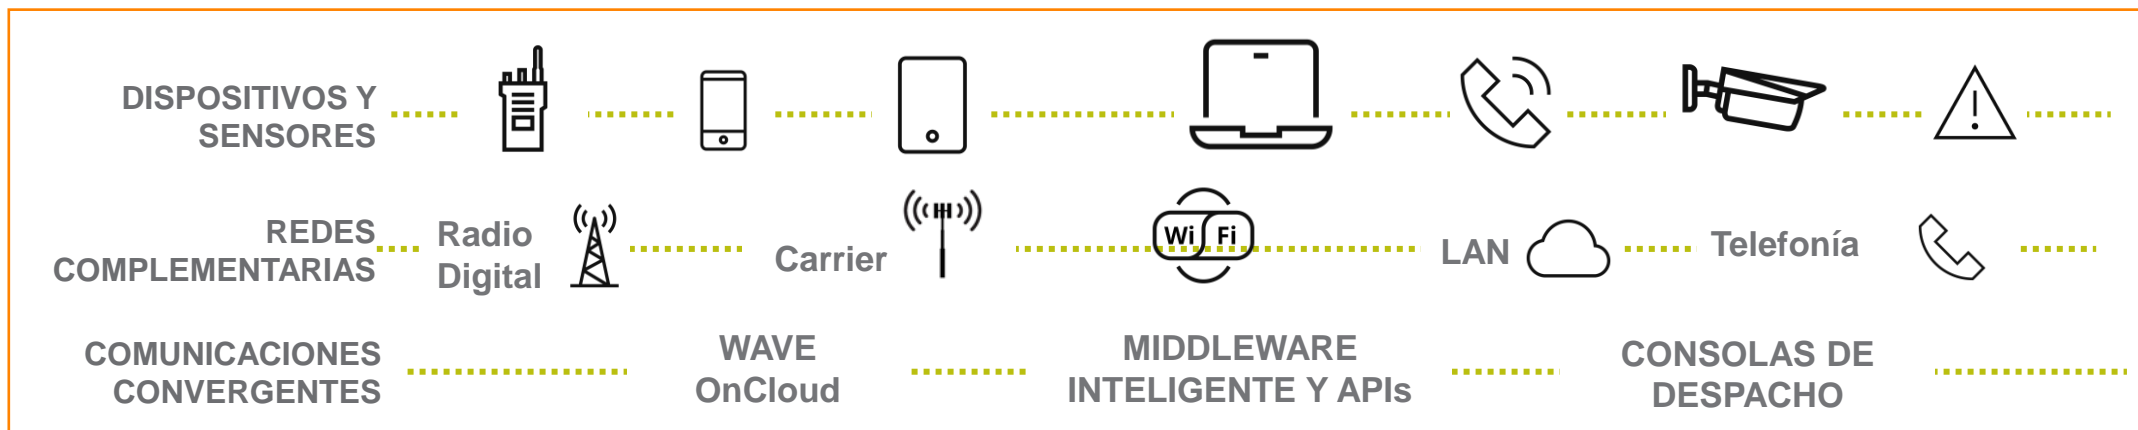 DISPOSITIVOS Y
SENSORES
REDES
COMPLEMENTARIAS
Radio
Digital
Carrier
Wi Fi
LAN
Telefonía
COMUNICACIONES
CONVERGENTES
WAVE
OnCloud
MIDDLEWARE
INTELIGENTE Y APIs
CONSOLAS DE
DESPACHO